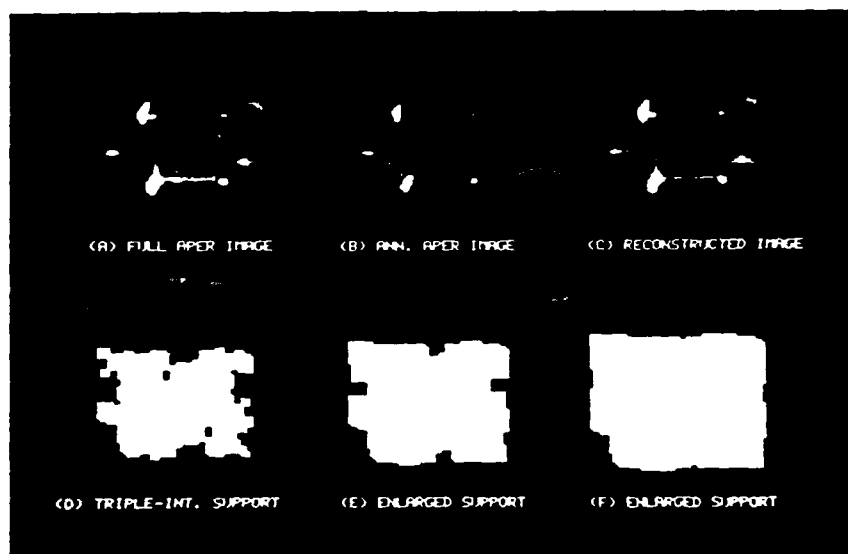 (A) FULL APER IMAGE
(B) ANN. APER IMAGE
(C) RECONSTRUCTED IMAGE
(D) TRIPLE-INT. SUPPORT
(E) ENLARGED SUPPORT
(F) ENLARGED SUPPORT